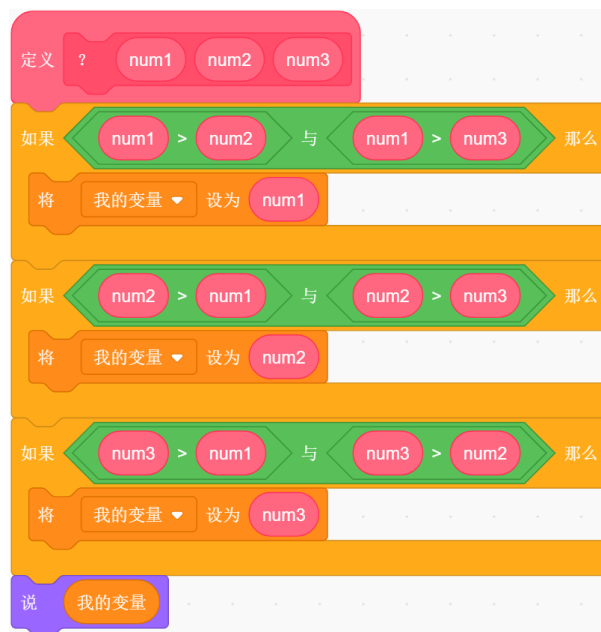 定义 ? num1 num2 num3
如果 num1 > num2 与 num1 > num3 那么
将 我的变量 设为 num1
如果 num2 > num1 与 num2 > num3 那么
将 我的变量 设为 num2
如果 num3 > num1 与 num3 > num2 那么
将 我的变量 设为 num3
说 我的变量